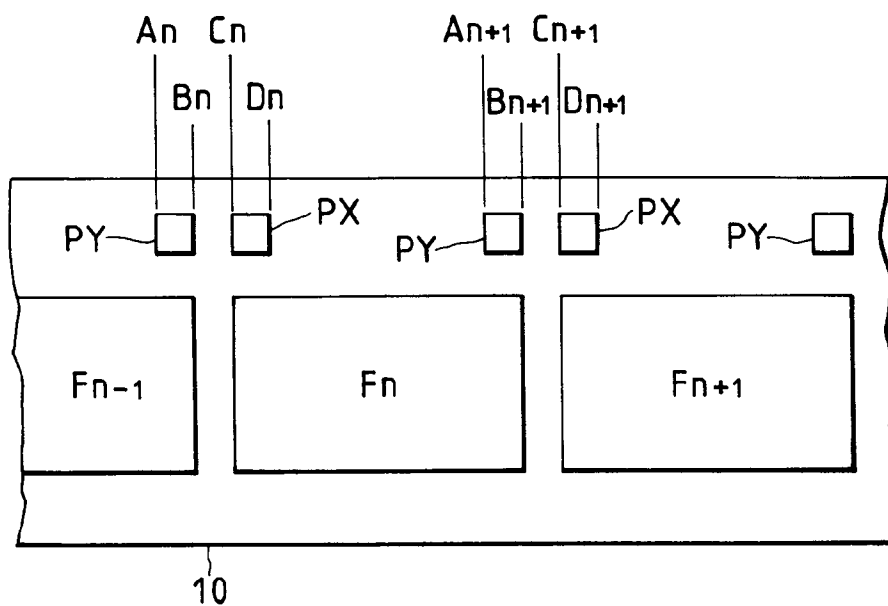 An Cn An+1 Cn+1
Bn Dn Bn+1 Dn+1
PY PX PY PX PY
Fn-1 Fn Fn+1
10